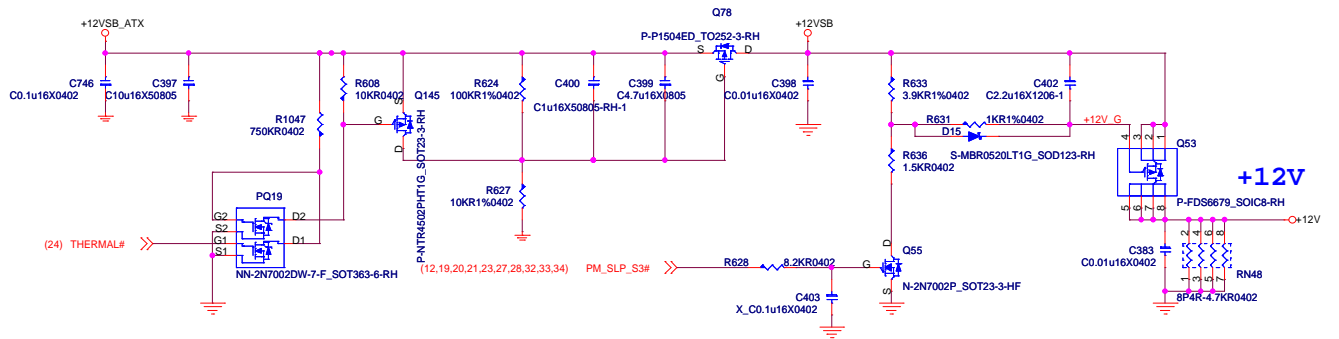 +12VSB_ATX
C746
C0.1u16X0402
C397
C10u16X50805
R1047
750KR0402
R608
10KR0402
Q145
S
G
D
P-NTR4502PHT1G_SOT23-3-RH
R624
100KR1%0402
C400
C1u16X50805-RH-1
C399
C4.7u16X0805
Q78
P-P1504ED_TO252-3-RH
S
D
G
+12VSB
C398
C0.01u16X0402
R633
3.9KR1%0402
C402
C2.2u16X1206-1
R631
1KR1%0402
D15
S-MBR0520LT1G_SOD123-RH
+12V_G
4
3
2
1
Q53
P-FDS6679_SOIC8-RH
5
6
7
8
+12V
+12V
R636
1.5KR0402
R627
10KR1%0402
PQ19
G2
S2
G1
S1
D2
D1
NN-2N7002DW-7-F_SOT363-6-RH
(24) THERMAL#
(12,19,20,21,23,27,28,32,33,34) PM_SLP_S3#
R628
8.2KR0402
C403
X_C0.1u16X0402
Q55
D
G
S
N-2N7002P_SOT23-3-HF
C383
C0.01u16X0402
2
4
6
8
1
3
5
7
RN48
8P4R-4.7KR0402